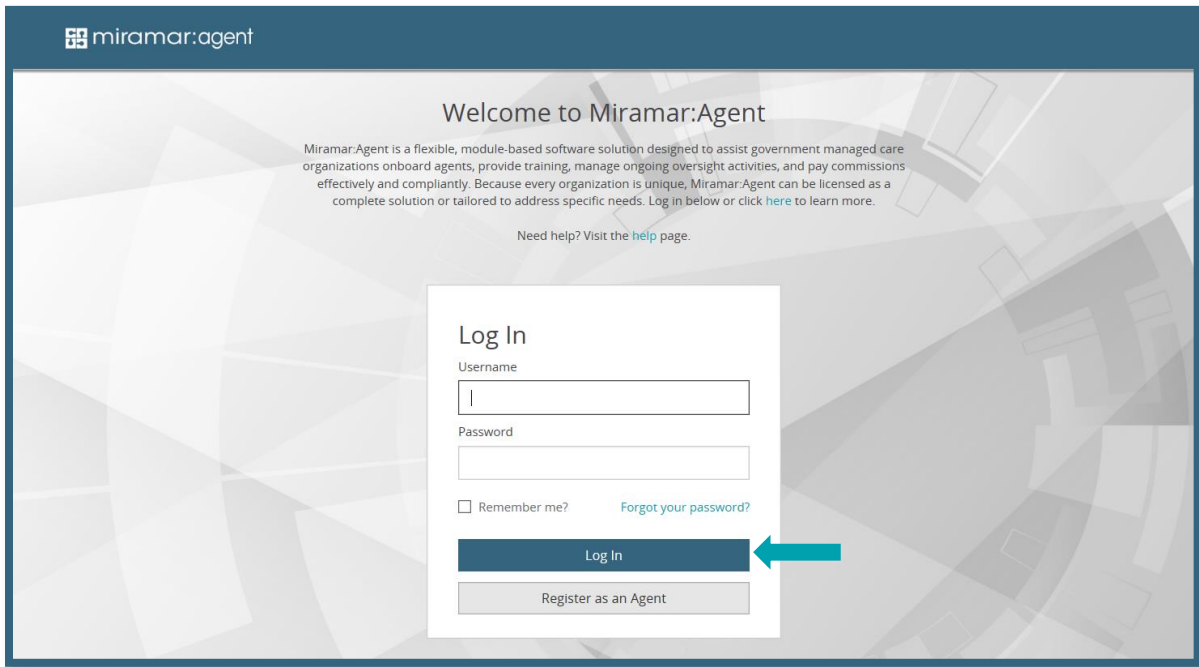 miramar:agent
Welcome to Miramar:Agent
Miramar:Agent is a flexible, module-based software solution designed to assist government managed care
organizations onboard agents, provide training, manage ongoing oversight activities, and pay commissions
effectively and compliantly. Because every organization is unique, Miramar:Agent can be licensed as a
complete solution or tailored to address specific needs. Log in below or click here to learn more.
Need help? Visit the help page.
Log In
Username
Password
Remember me? Forgot your password?
Log In
Register as an Agent